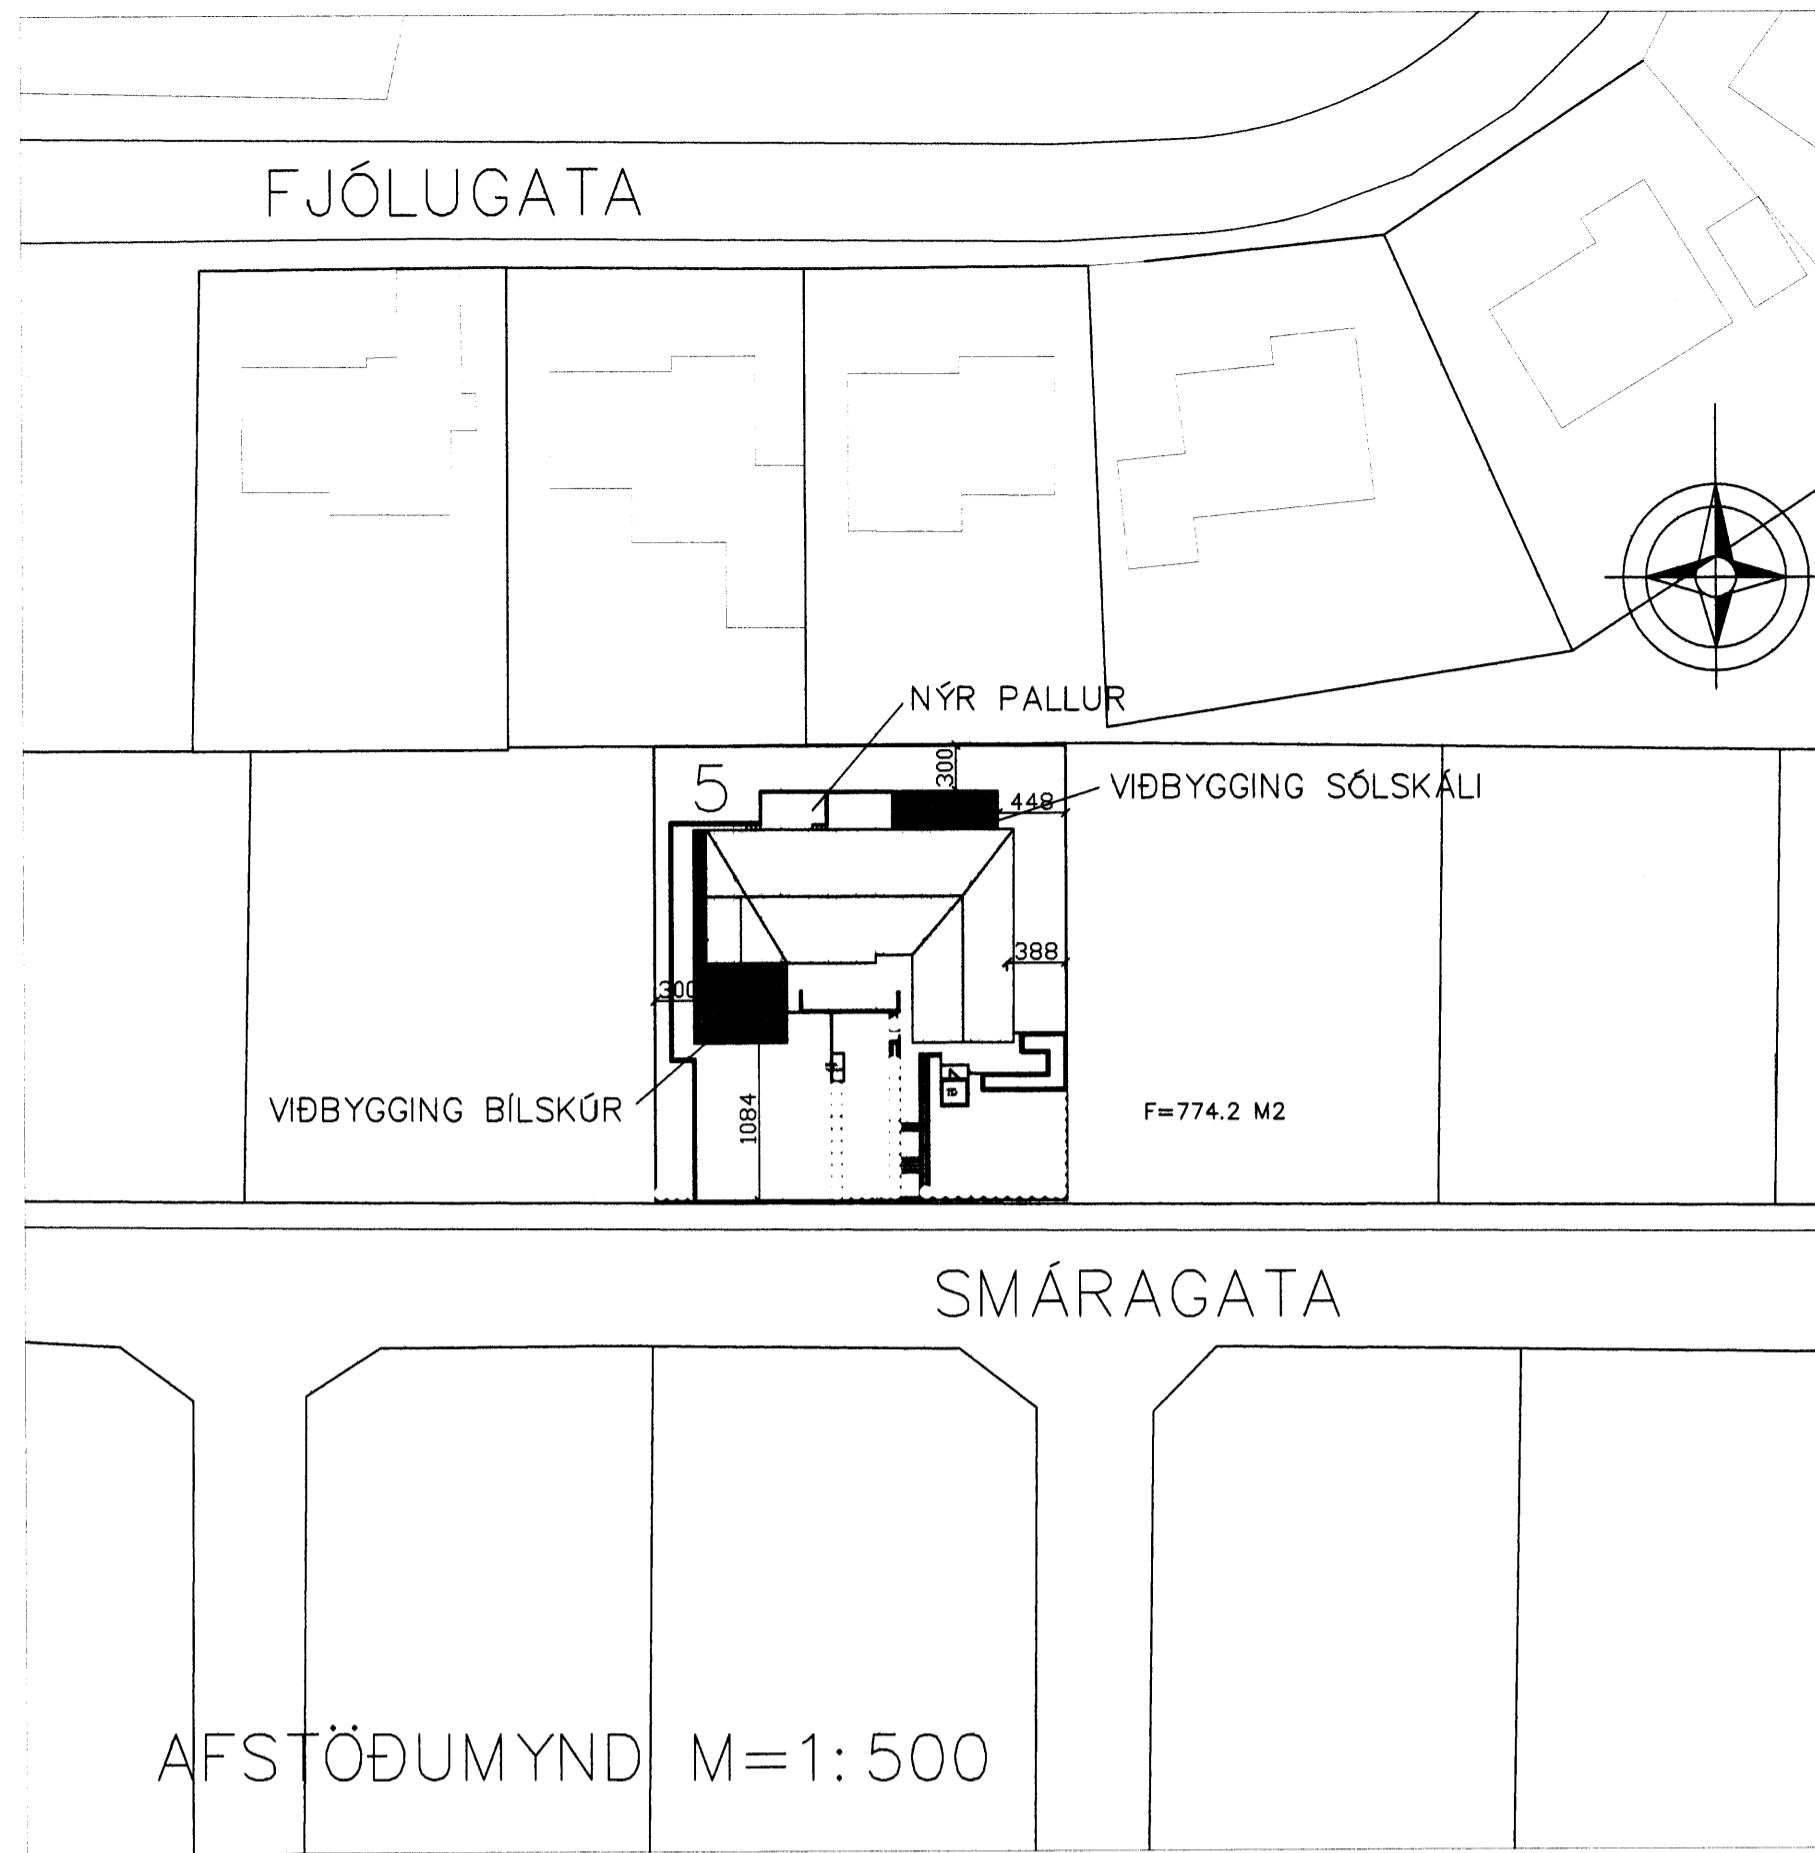 FJÓLUGATA
NÝR PALLUR
5
300
VIÐBYGGING SÓLSKÁLI
448
388
300
VIÐBYGGING BÍLSKÚR
1084
F=774.2 M2
SMÁRAGATA
AFSTÖÐUMYND M=1:500